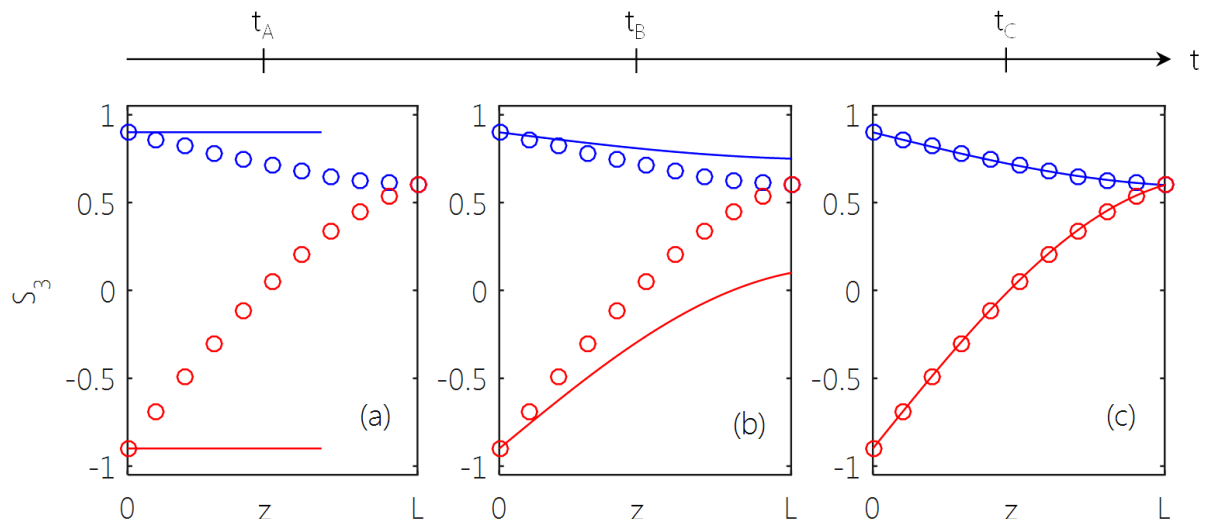 t_A t_B t_C
t
1 1 1
0.5 0.5 0.5
S_3 0 0 0
-0.5 -0.5 -0.5
(a) (b) (c)
-1 -1 -1
0 z L 0 z L 0 z L